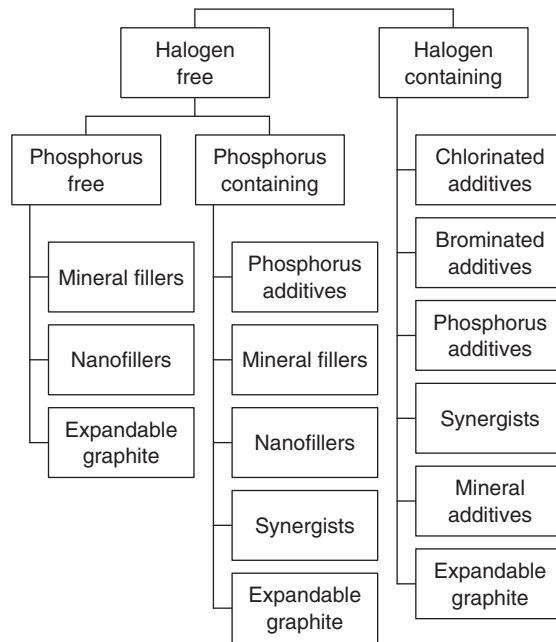 Halogen
free
Halogen
containing
Phosphorus
free
Phosphorus
containing
Mineral fillers
Nanofillers
Expandable
graphite
Phosphorus
additives
Mineral fillers
Nanofillers
Synergists
Expandable
graphite
Chlorinated
additives
Brominated
additives
Phosphorus
additives
Synergists
Mineral
additives
Expandable
graphite